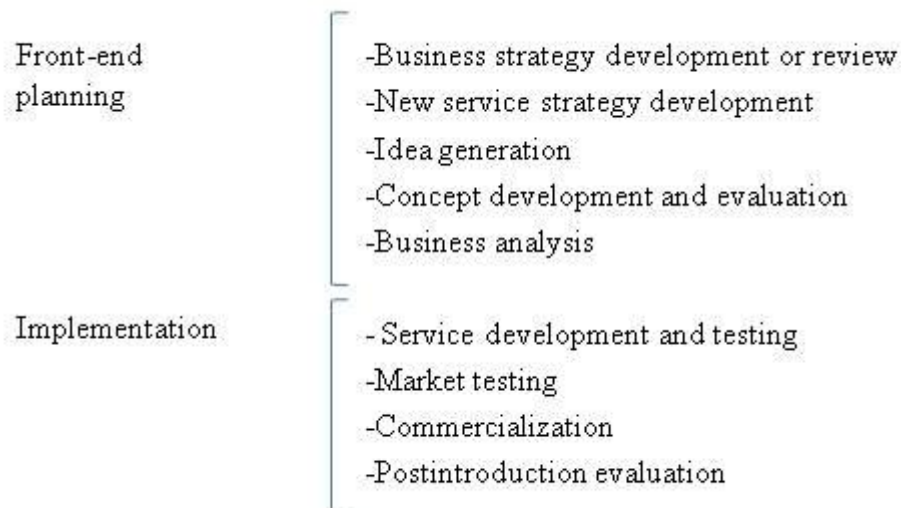 Front-end
planning
-Business strategy development or review
-New service strategy development
-Idea generation
-Concept development and evaluation
-Business analysis
Implementation
- Service development and testing
-Market testing
-Commercialization
-Postintroduction evaluation